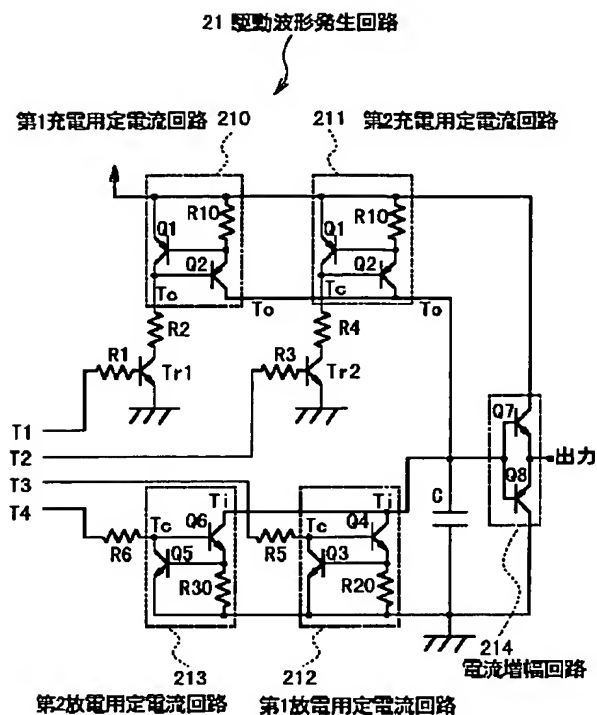 21 駆動波形発生回路
第1充電用定電流回路 210
211 第2充電用定電流回路
R10
R10
Q1
Q1
Q2
Q2
Tc
Tc
To
To
R2
R4
R1
R3
Tr1
Tr2
Q7
T1
T2
出力
T3
Q8
T4
Ti
Ti
C
Tc
Q6
Tc
Q4
R6
Q5
R5
Q3
R30
R20
213
212
214
電流増幅回路
第2放電用定電流回路
第1放電用定電流回路